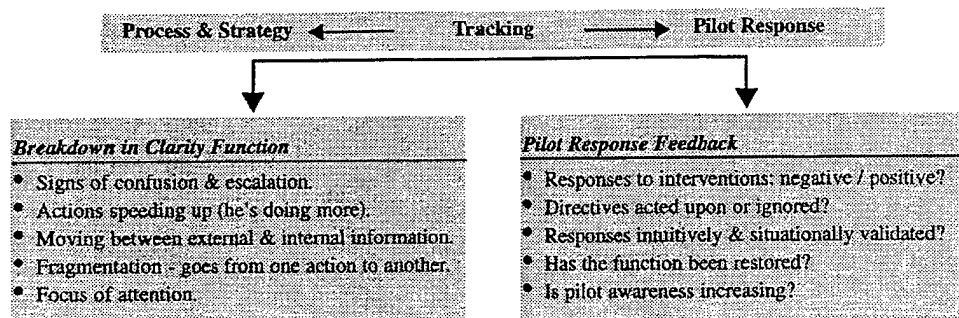 Process & Strategy Tracking Pilot Response
Breakdown in Clarity Function
• Signs of confusion & escalation.
• Actions speeding up (he's doing more).
• Moving between external & internal information.
• Fragmentation - goes from one action to another.
• Focus of attention.
Pilot Response Feedback
• Responses to interventions; negative / positive?
• Directives acted upon or ignored?
• Responses intuitively & situationally validated?
• Has the function been restored?
• Is pilot awareness increasing?